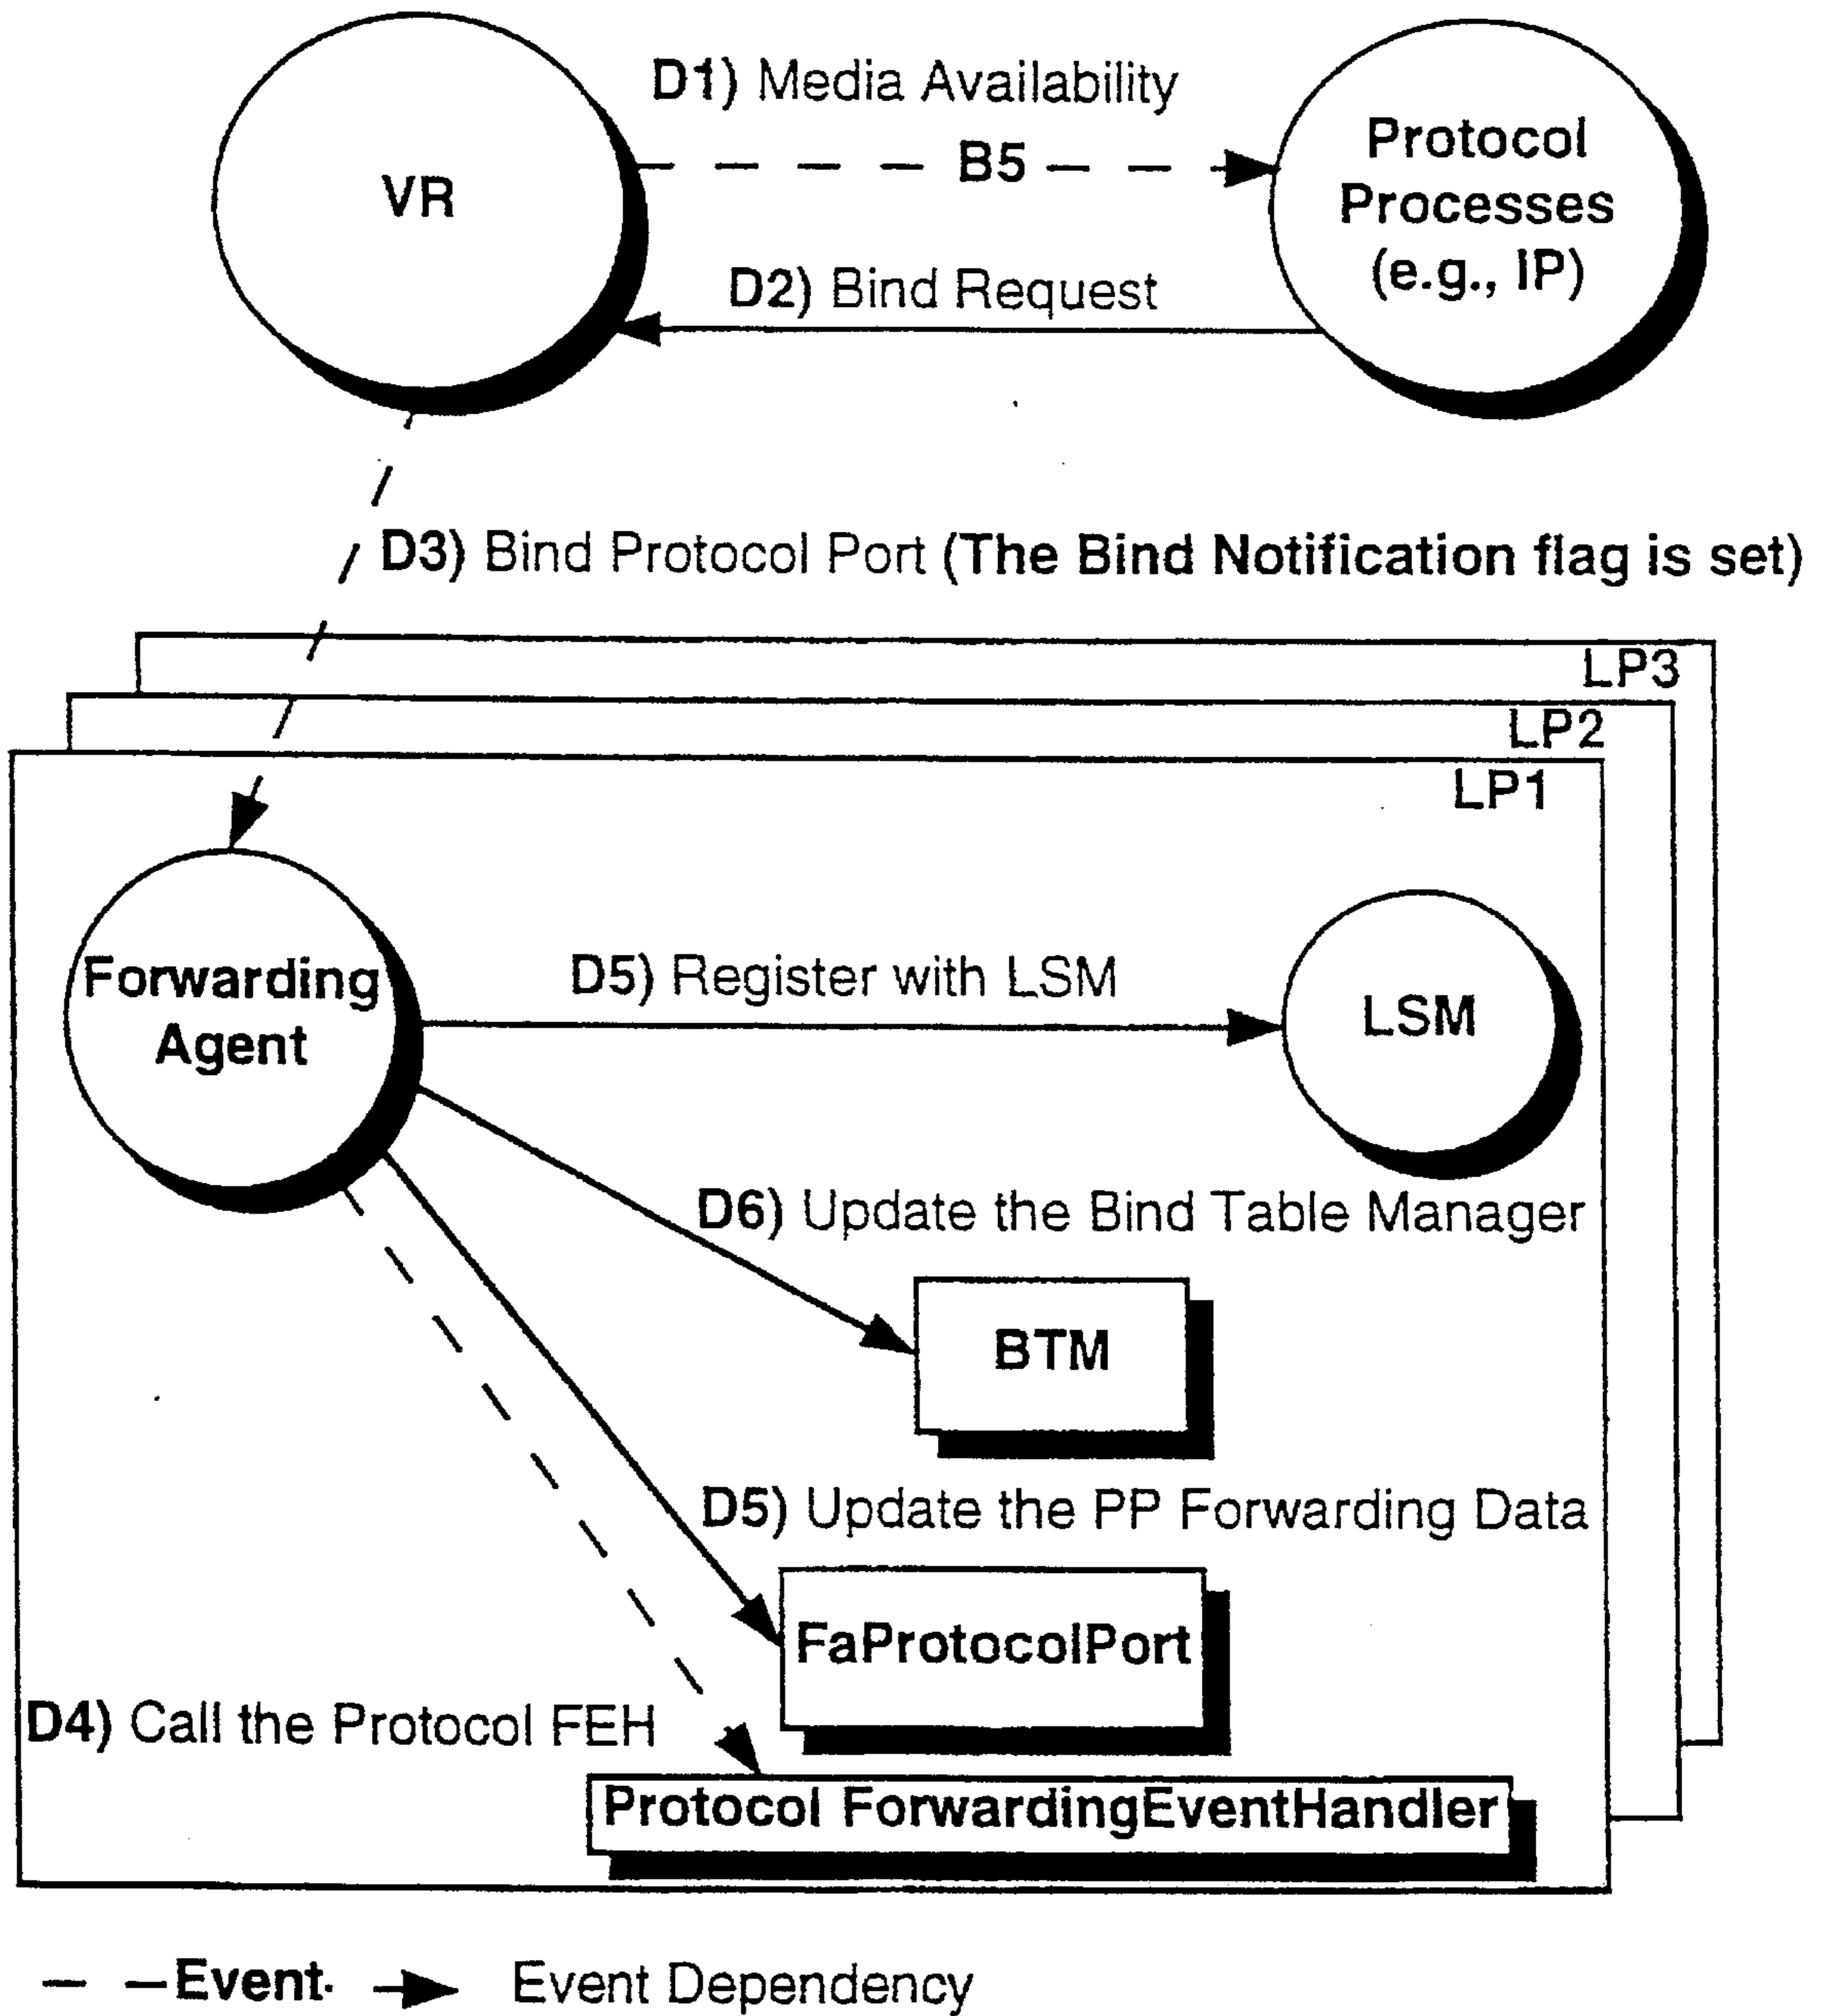 D1) Media Availability
VR
B5
Protocol
Processes
(e.g., IP)
D2) Bind Request
D3) Bind Protocol Port (The Bind Notification flag is set)
LP3
LP2
LP1
Forwarding
Agent
D5) Register with LSM
LSM
D6) Update the Bind Table Manager
BTM
D5) Update the PP Forwarding Data
FaProtocolPort
D4) Call the Protocol FEH
Protocol ForwardingEventHandler
Event
Event Dependency